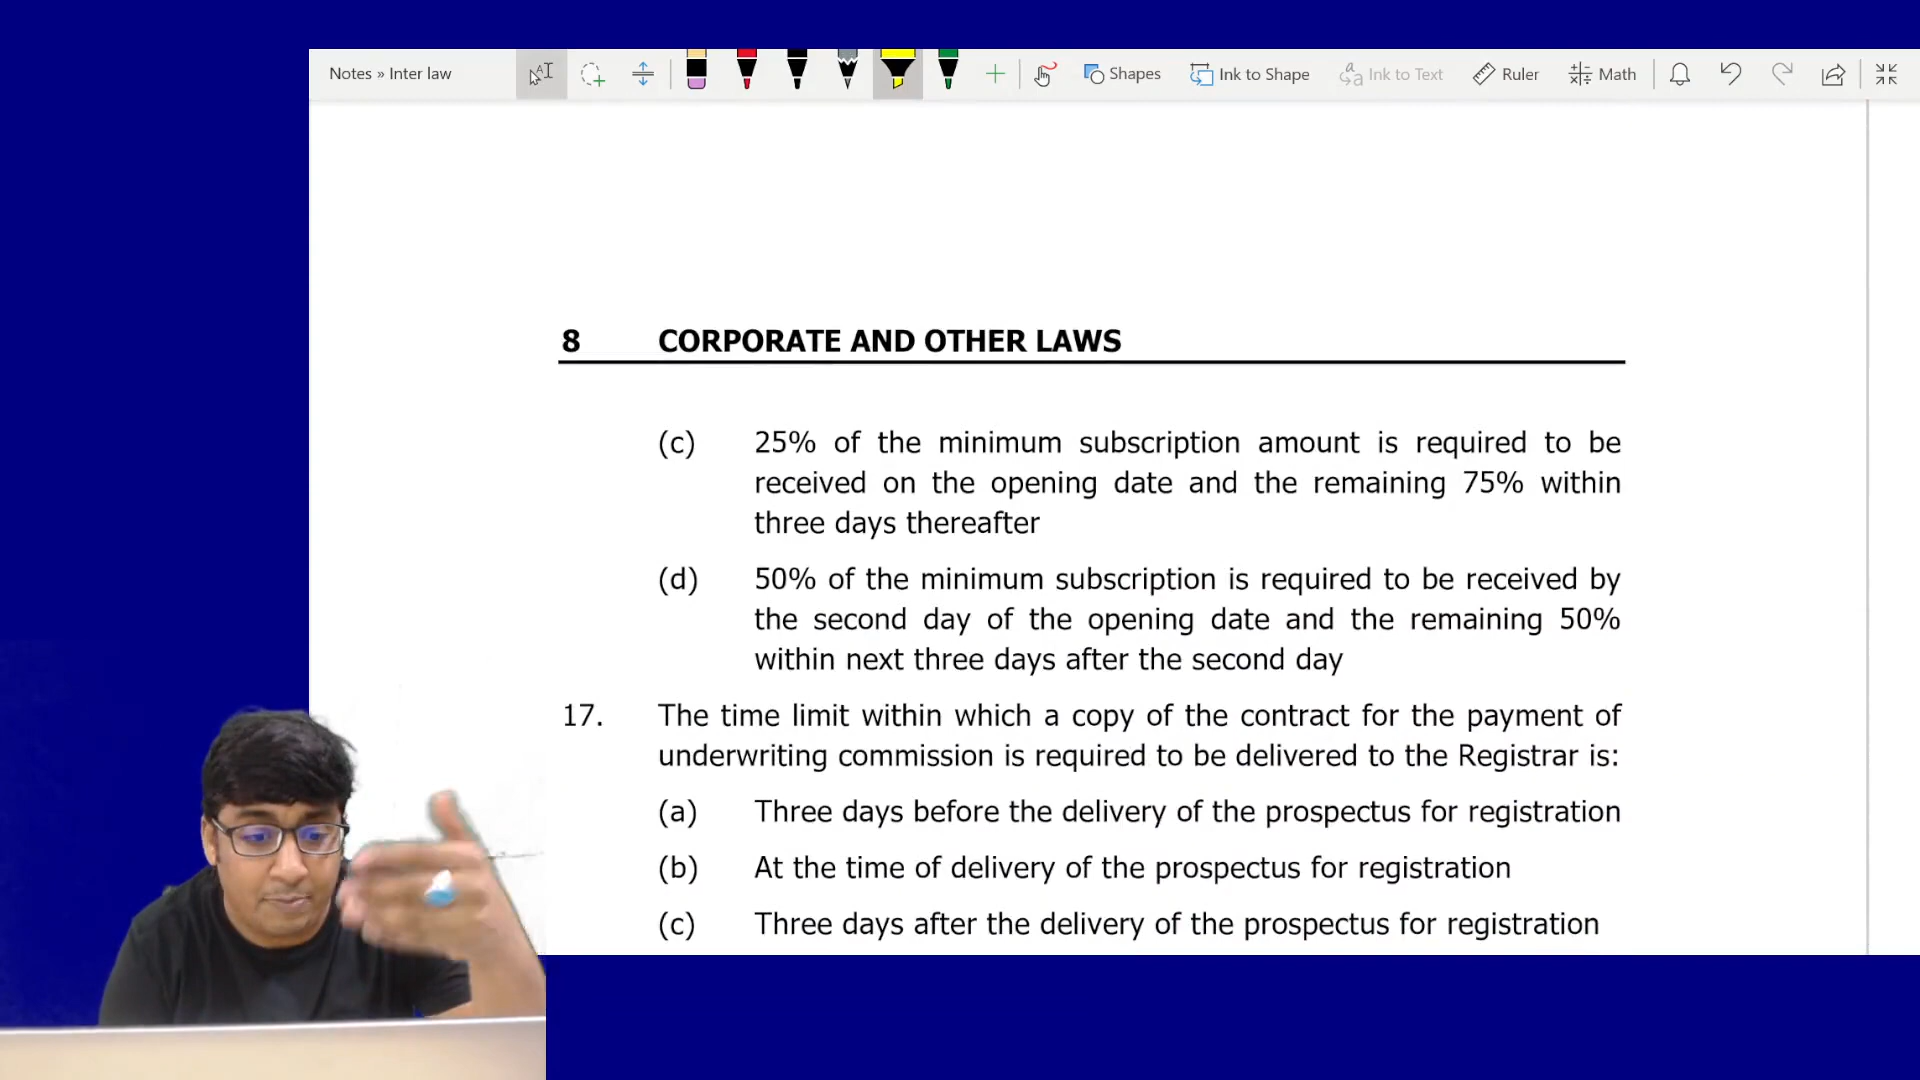 Notes » Inter law
Shapes
Ink to Shape
Ink to Text
Ruler
Math
8 CORPORATE AND OTHER LAWS
(c) 25% of the minimum subscription amount is required to be
received on the opening date and the remaining 75% within
three days thereafter
(d) 50% of the minimum subscription is required to be received by
the second day of the opening date and the remaining 50%
within next three days after the second day
17. The time limit within which a copy of the contract for the payment of
underwriting commission is required to be delivered to the Registrar is:
(a) Three days before the delivery of the prospectus for registration
(b) At the time of delivery of the prospectus for registration
(c) Three days after the delivery of the prospectus for registration